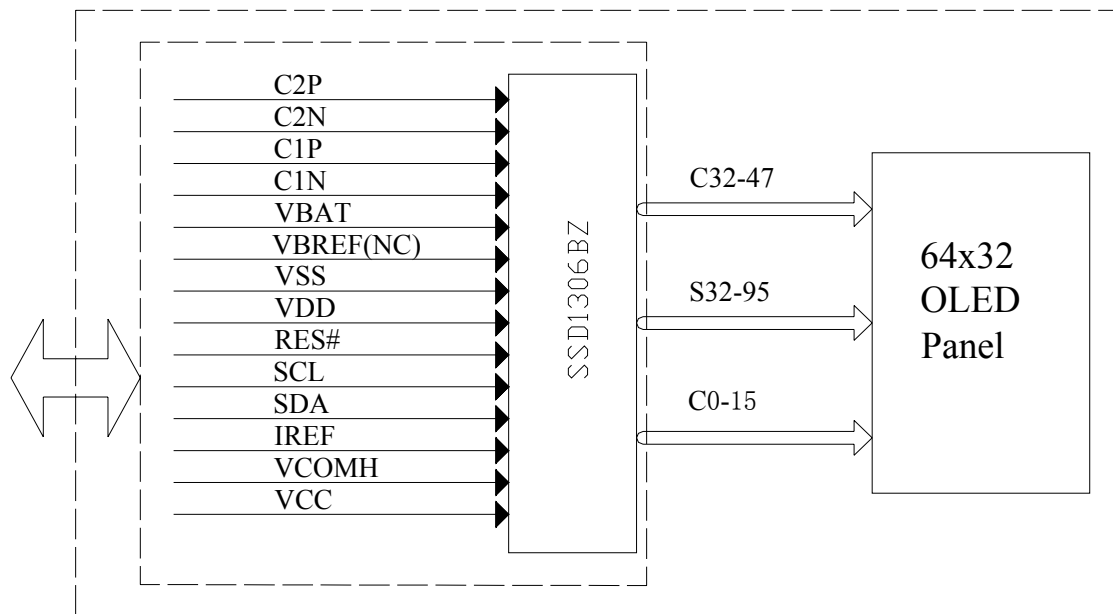 C2P
C2N
C1P
C1N
VBAT
VBREF(NC)
VSS
VDD
RES#
SCL
SDA
IREF
VCOMH
VCC
SSD1306BZ
C32-47
S32-95
C0-15
64x32
OLED
Panel